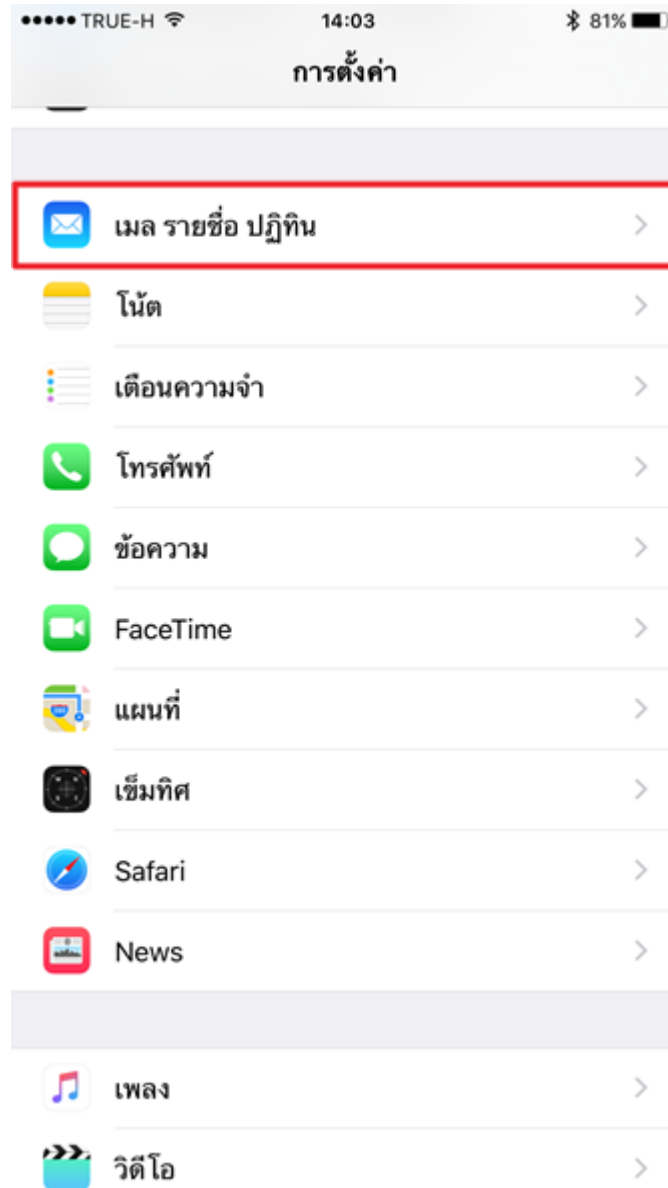 TRUE-H 14:03 81%
การตั้งค่า
เมล รายชื่อ ปฏิทิน
โน้ต
เตือนความจำ
โทรศัพท์
ข้อความ
FaceTime
แผนที่
เข็มทิศ
Safari
News
เพลง
วิดีโอ